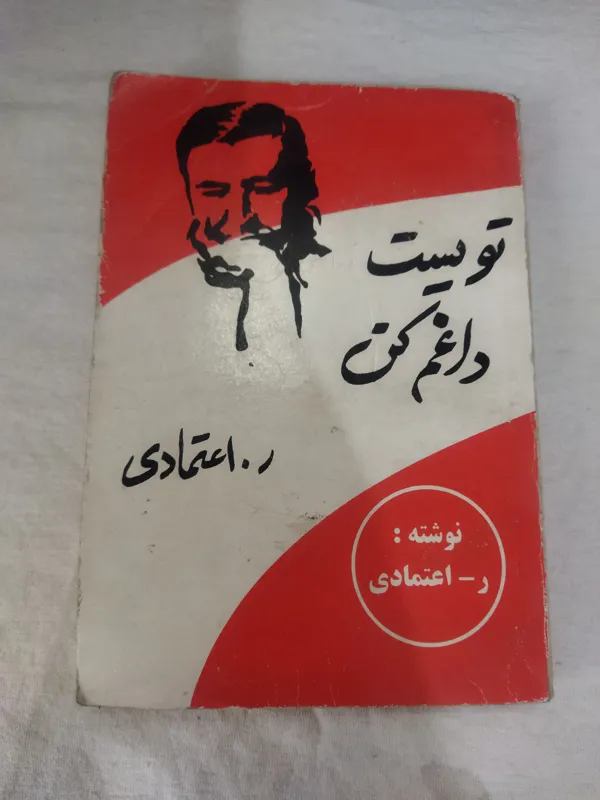 تویست
داغم کن
ر. اعتمادی
نوشته :
ر - اعتمادی